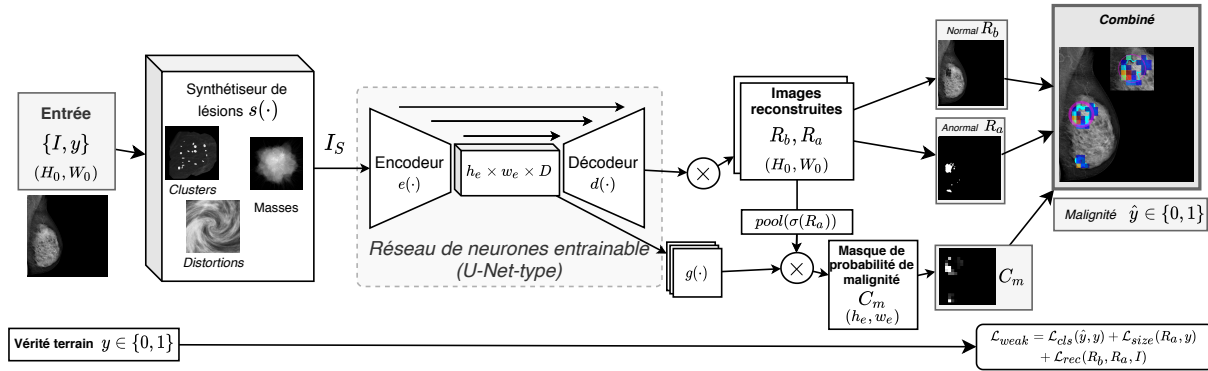 Entrée
{I, y}
(H₀, W₀)
Synthétiseur de
lésions s(·)
Clusters
Masses
Distortions
I_S
Encodeur
e(·)
h_e × w_e × D
Décodeur
d(·)
Réseau de neurones entrainable
(U-Net-type)
g(·)
×
Images
reconstruites
R_b, R_a
(H₀, W₀)
pool(σ(R_a))
×
Masque de
probabilité de
malignité
C_m
(h_e, w_e)
Normal R_b
Anormal R_a
C_m
Combiné
Malignité ŷ ∈ {0, 1}
Vérité terrain y ∈ {0, 1}
ℒ_weak = ℒ_cls(ŷ, y) + ℒ_size(R_a, y)
+ ℒ_rec(R_b, R_a, I)